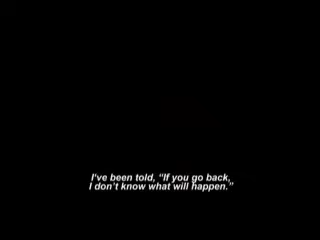 I've been told, “If you go back,
I don't know what will happen.”